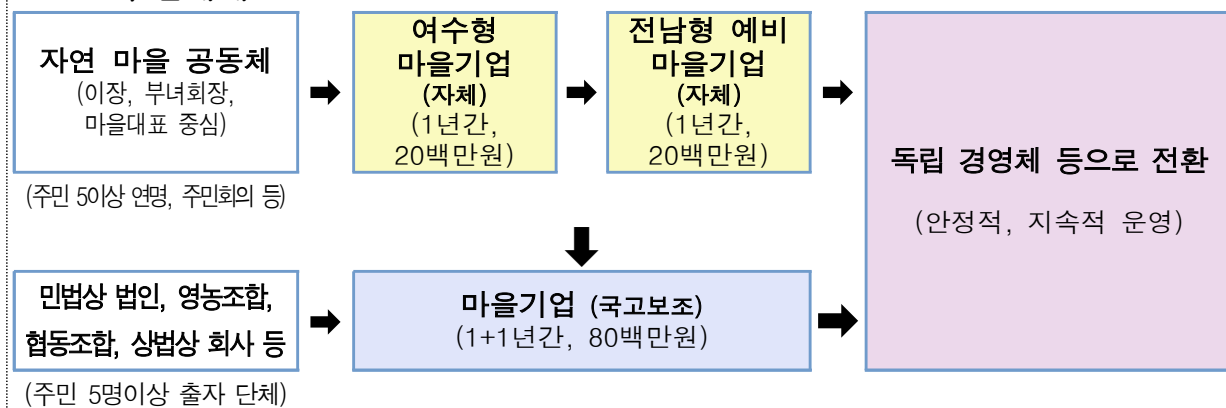 자연 마을 공동체
(이장, 부녀회장,
마을대표 중심)
(주민 5이상 연명, 주민회의 등)
여수형
마을기업
(자체)
(1년간,
20백만원)
전남형 예비
마을기업
(자체)
(1년간,
20백만원)
독립 경영체 등으로 전환
(안정적, 지속적 운영)
민법상 법인, 영농조합,
협동조합, 상법상 회사 등
(주민 5명이상 출자 단체)
마을기업 (국고보조)
(1+1년간, 80백만원)